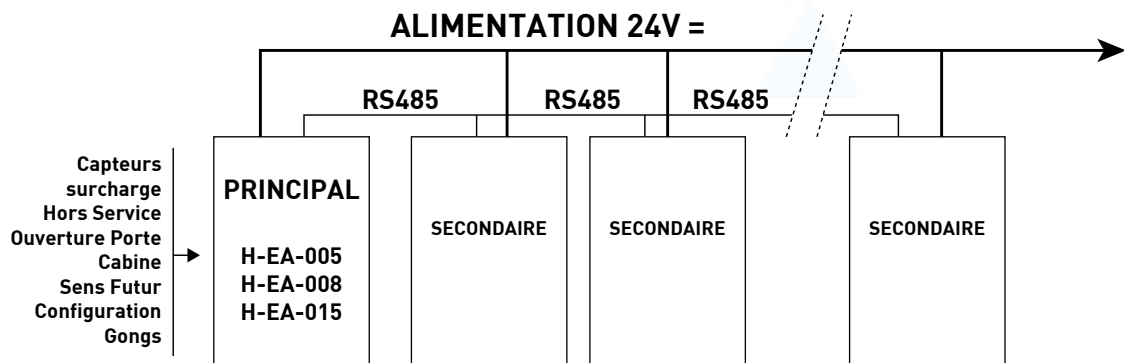 ALIMENTATION 24V =
RS485
RS485
RS485
Capteurs
surcharge
Hors Service
Ouverture Porte
Cabine
Sens Futur
Configuration
Gongs
PRINCIPAL
H-EA-005
H-EA-008
H-EA-015
SECONDAIRE
SECONDAIRE
SECONDAIRE